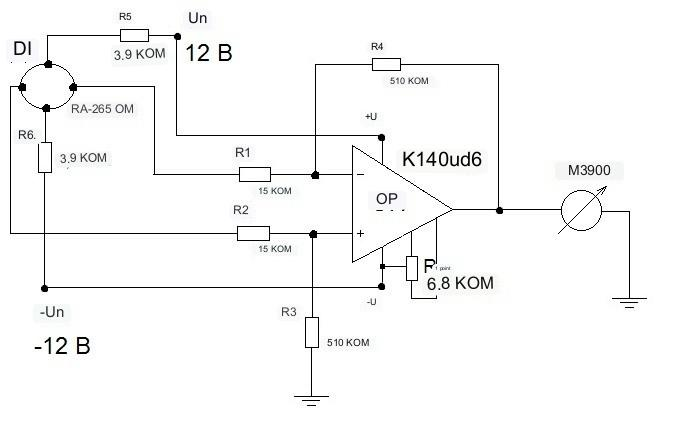 R5
Un
DI
3.9 KOM
12 B
R4
510 KOM
RA-265 OM
+U
R6.
3.9 KOM
R1
K140ud6
15 KOM
M3900
OP
R2
15 KOM
6.8 KOM
-U
-Un
R3
-12 B
510 KOM